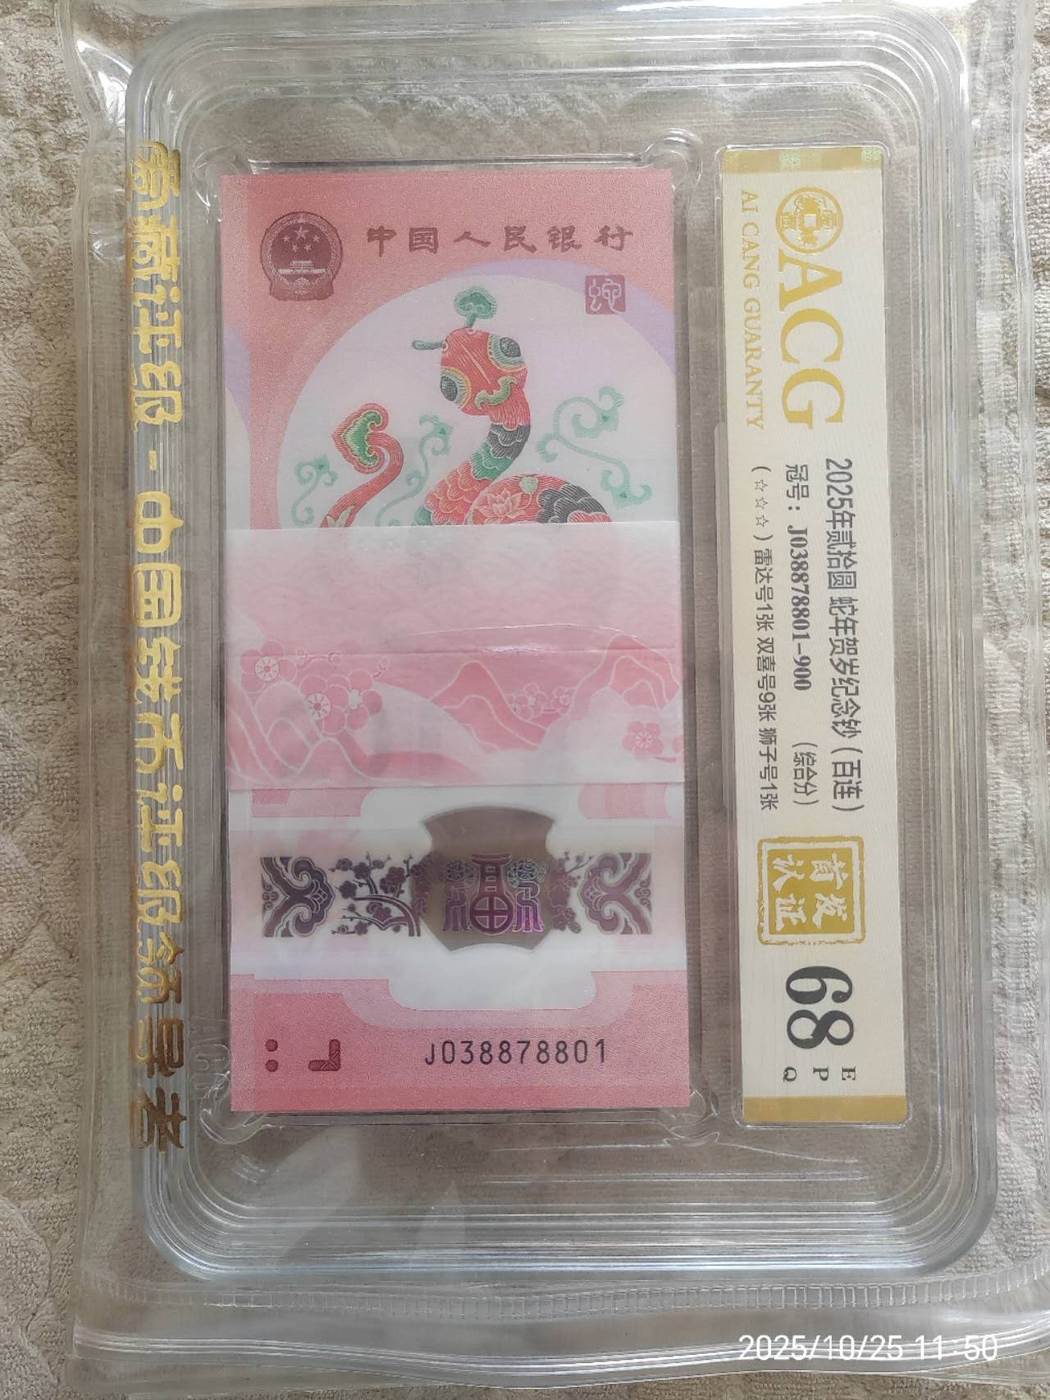 中国人民银行
蛇
J038878801
ACG
AI CANG GUARANTY
2025年贰拾圆 蛇年贺岁纪念钞（百连）
冠号：J038878801-900 （综合分）
（☆☆☆）雷达号1张 双喜号9张 狮子号1张
首发
认证
68
E
P
Q
爱藏评级 - 中国钱币评级领导者
2025/10/25 11:50